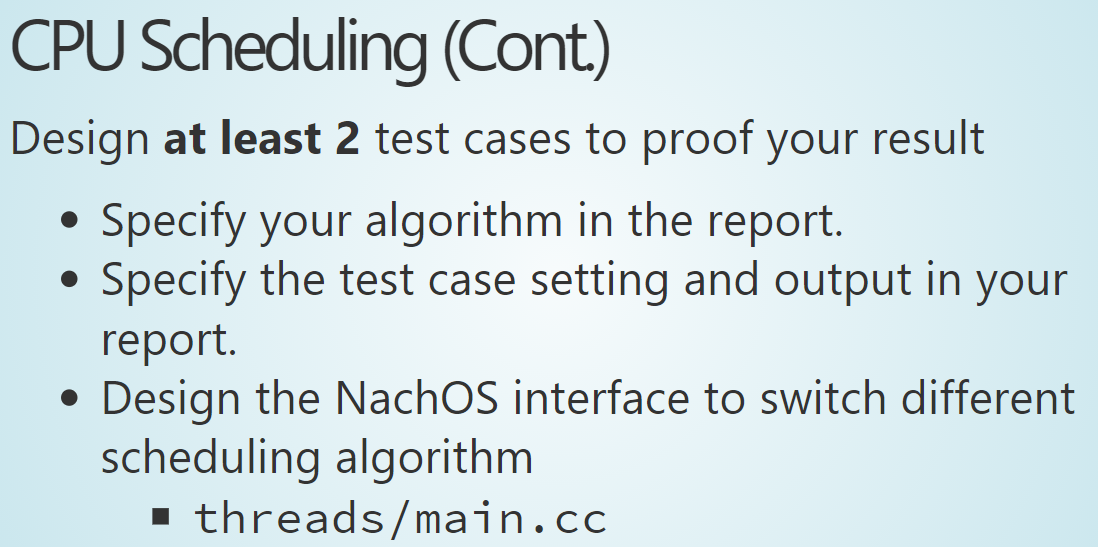 CPU Scheduling (Cont.)
Design at least 2 test cases to proof your result
• Specify your algorithm in the report.
• Specify the test case setting and output in your
report.
• Design the NachOS interface to switch different
scheduling algorithm
▪ threads/main.cc